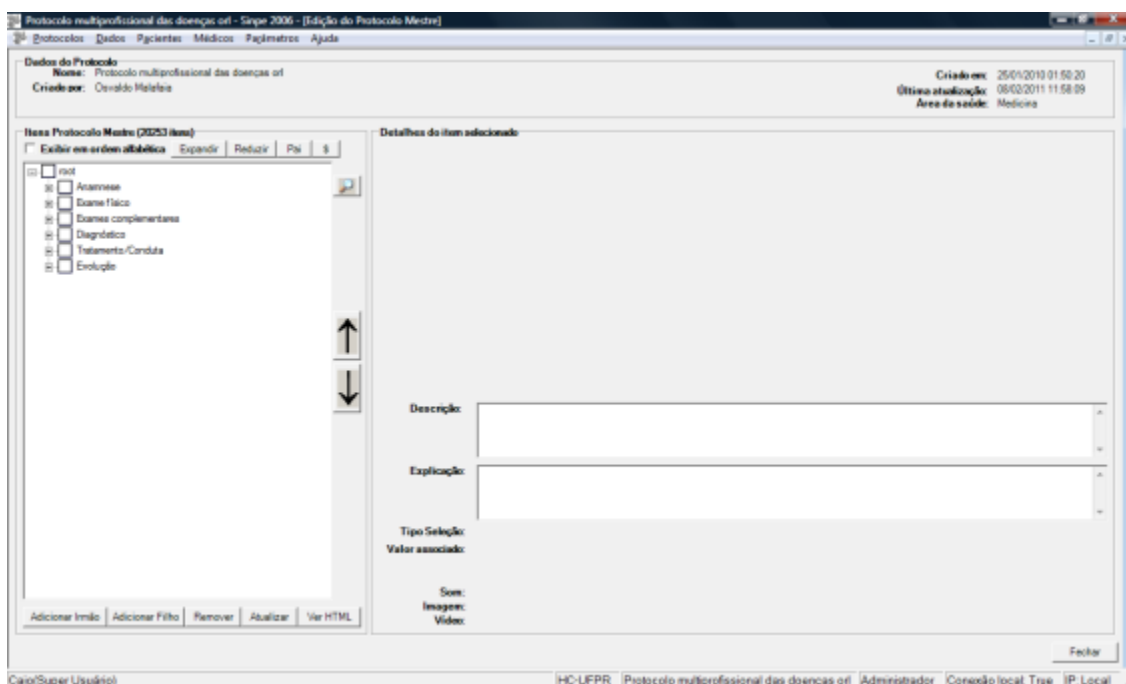 Protocolo multiprofissional das doenças orl - Sinpe 2006 - [Edição do Protocolo Mestre]
Protocolos Dados Pacientes Médicos Parâmetros Ajuda
Dados do Protocolo
Nome: Protocolo multiprofissional das doenças orl
Criado por: Osvaldo Malafaia
Criado em: 25/01/2010 01:50:20
Última atualização: 08/02/2011 11:58:09
Área da saúde: Medicina
Itens Protocolo Mestre (20253 itens)
Exibir em ordem alfabética Expandir Reduzir Pai $
root
Anamnese
Exame físico
Exames complementares
Diagnóstico
Tratamento/Conduta
Evolução
Adicionar Irmão Adicionar Filho Remover Atualizar Ver HTML
Detalhes do item selecionado
Descrição:
Explicação:
Tipo Seleção:
Valor associado:
Som:
Imagem:
Vídeo:
Fechar
Caio(Super Usuário) HC-UFPR Protocolo multiprofissional das doenças orl Administrador Conexão local: True IP: Local